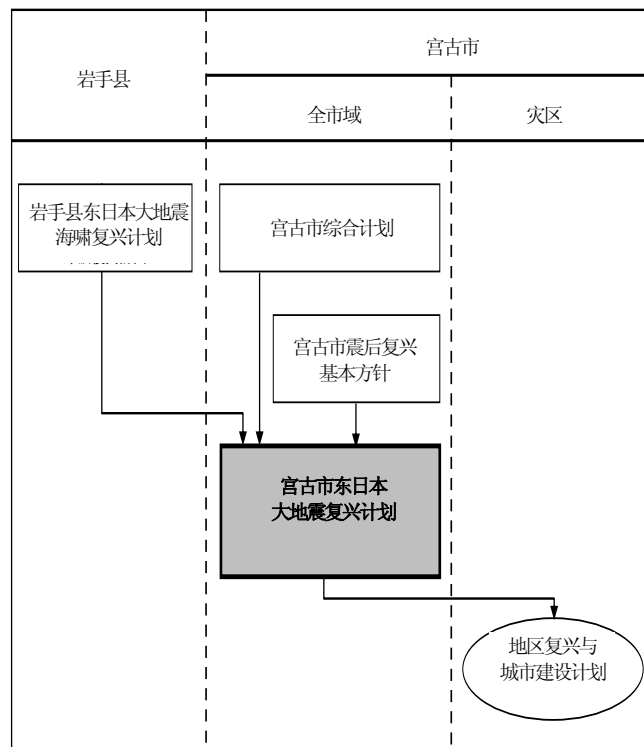 宫古市
岩手县
全市域
灾区
岩手县东日本大地震
海啸复兴计划
宫古市综合计划
宫古市震后复兴
基本方针
宫古市东日本
大地震复兴计划
地区复兴与
城市建设计划